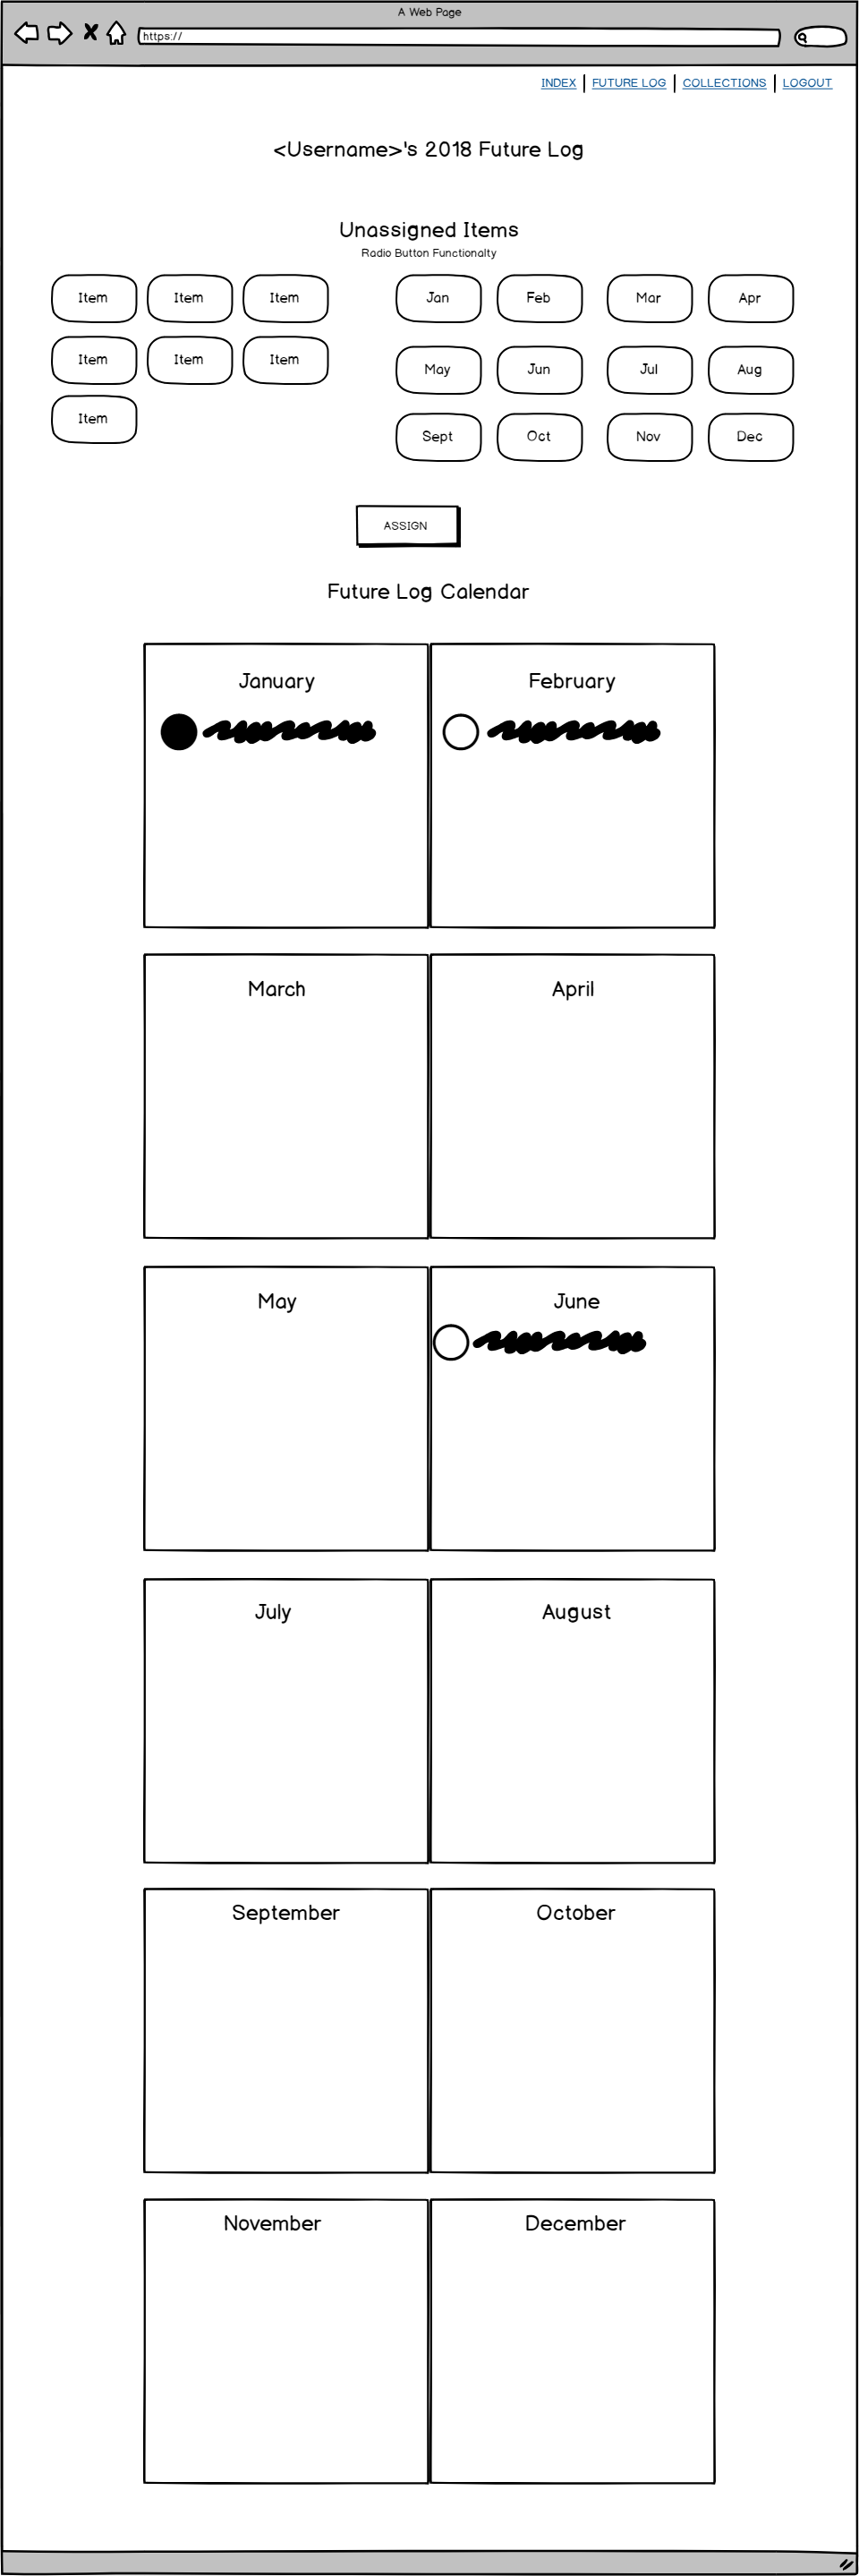 A Web Page
https://
INDEX | FUTURE LOG | COLLECTIONS | LOGOUT
<Username>'s 2018 Future Log
Unassigned Items
Radio Button Functionalty
Item Item Item
Jan Feb Mar Apr
Item Item Item
May Jun Jul Aug
Item
Sept Oct Nov Dec
ASSIGN
Future Log Calendar
January February
March April
May June
July August
September October
November December